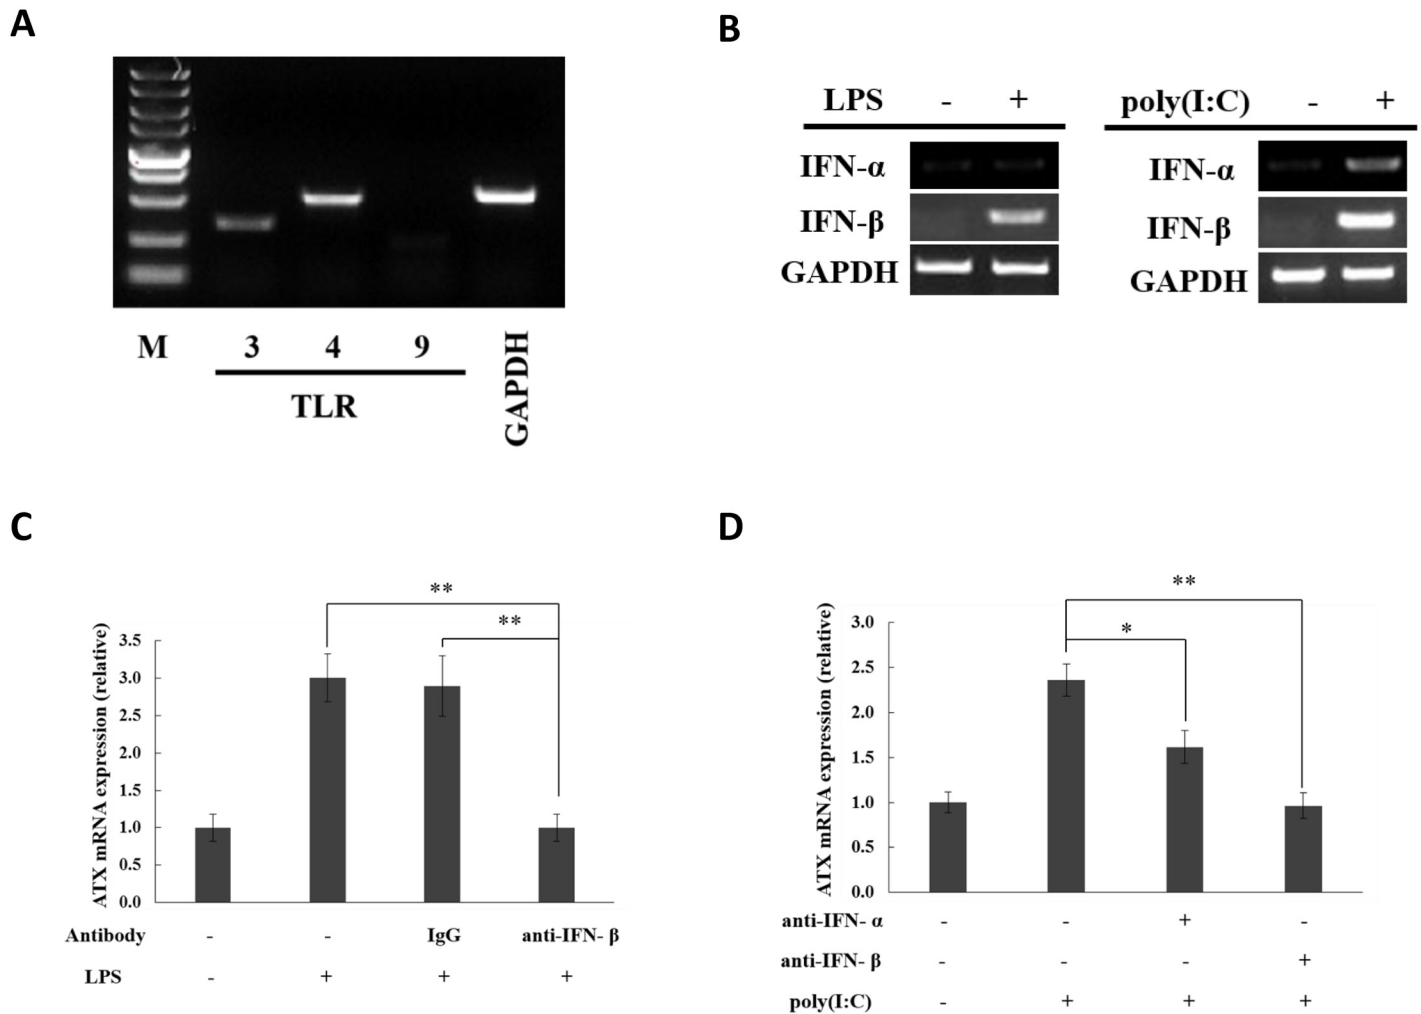 A
M 3 4 9 GAPDH
TLR
B
LPS - +
IFN-α
IFN-β
GAPDH
poly(I:C) - +
IFN-α
IFN-β
GAPDH
C
**
**
ATX mRNA expression (relative)
3.5
3.0
2.5
2.0
1.5
1.0
0.5
0.0
Antibody - - IgG anti-IFN- β
LPS - + + +
D
**
*
ATX mRNA expression (relative)
3.0
2.5
2.0
1.5
1.0
0.5
0.0
anti-IFN- α - - + -
anti-IFN- β - - - +
poly(I:C) - + + +